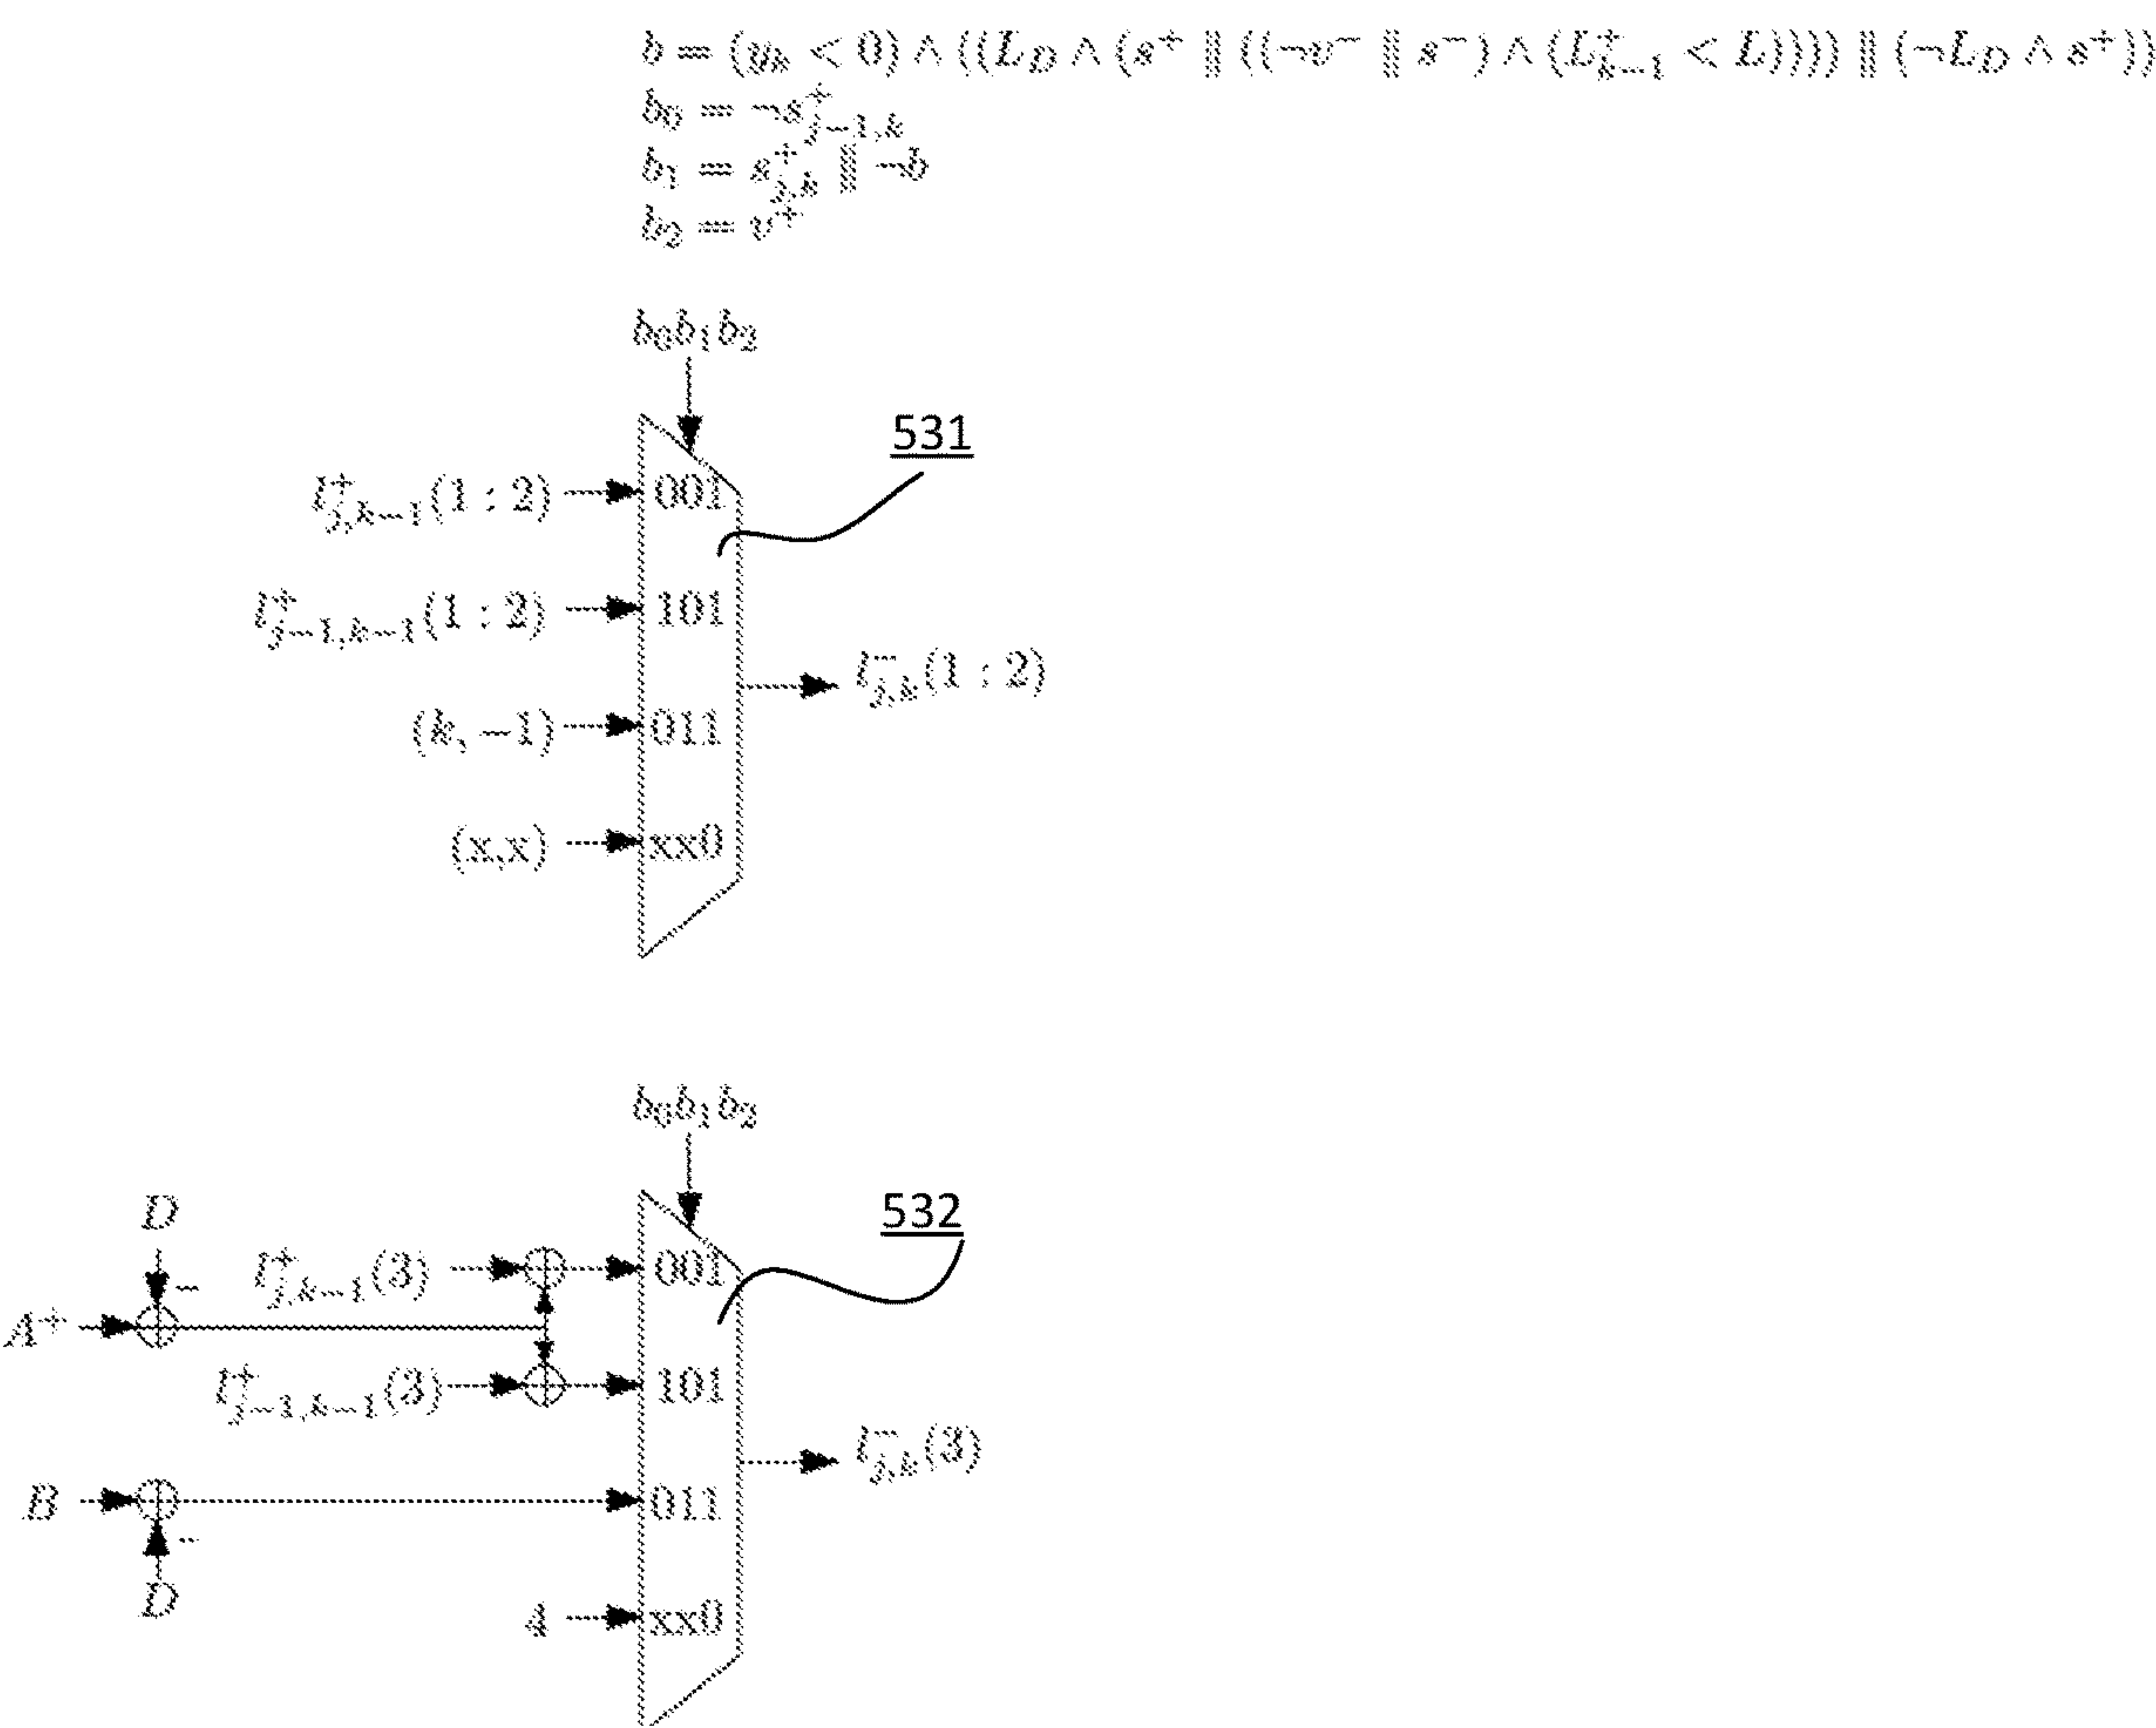 b = (y_k < 0) ∧ ((L_D ∧ (s^+ ‖ ((¬v^- ‖ s^-) ∧ (L^+_{k-1} < L)))) ‖ (¬L_D ∧ s^+))
b_0 = ¬s^+_{j-1,k}
b_1 = s^+_{j,k} ‖ ¬b
b_2 = v^+
b_0b_1b_2
531
l^+_{j,k-1}(1 : 2) 001
l^+_{j-1,k-1}(1 : 2) 101
l^-_{j,k}(1 : 2)
(k, -1) 011
(x,x) xx0
b_0b_1b_2
532
D
l^+_{j,k-1}(3) 001
-
A^+
l^+_{j-1,k-1}(3) 101
l^-_{j,k}(3)
B 011
-
D
4 xx0